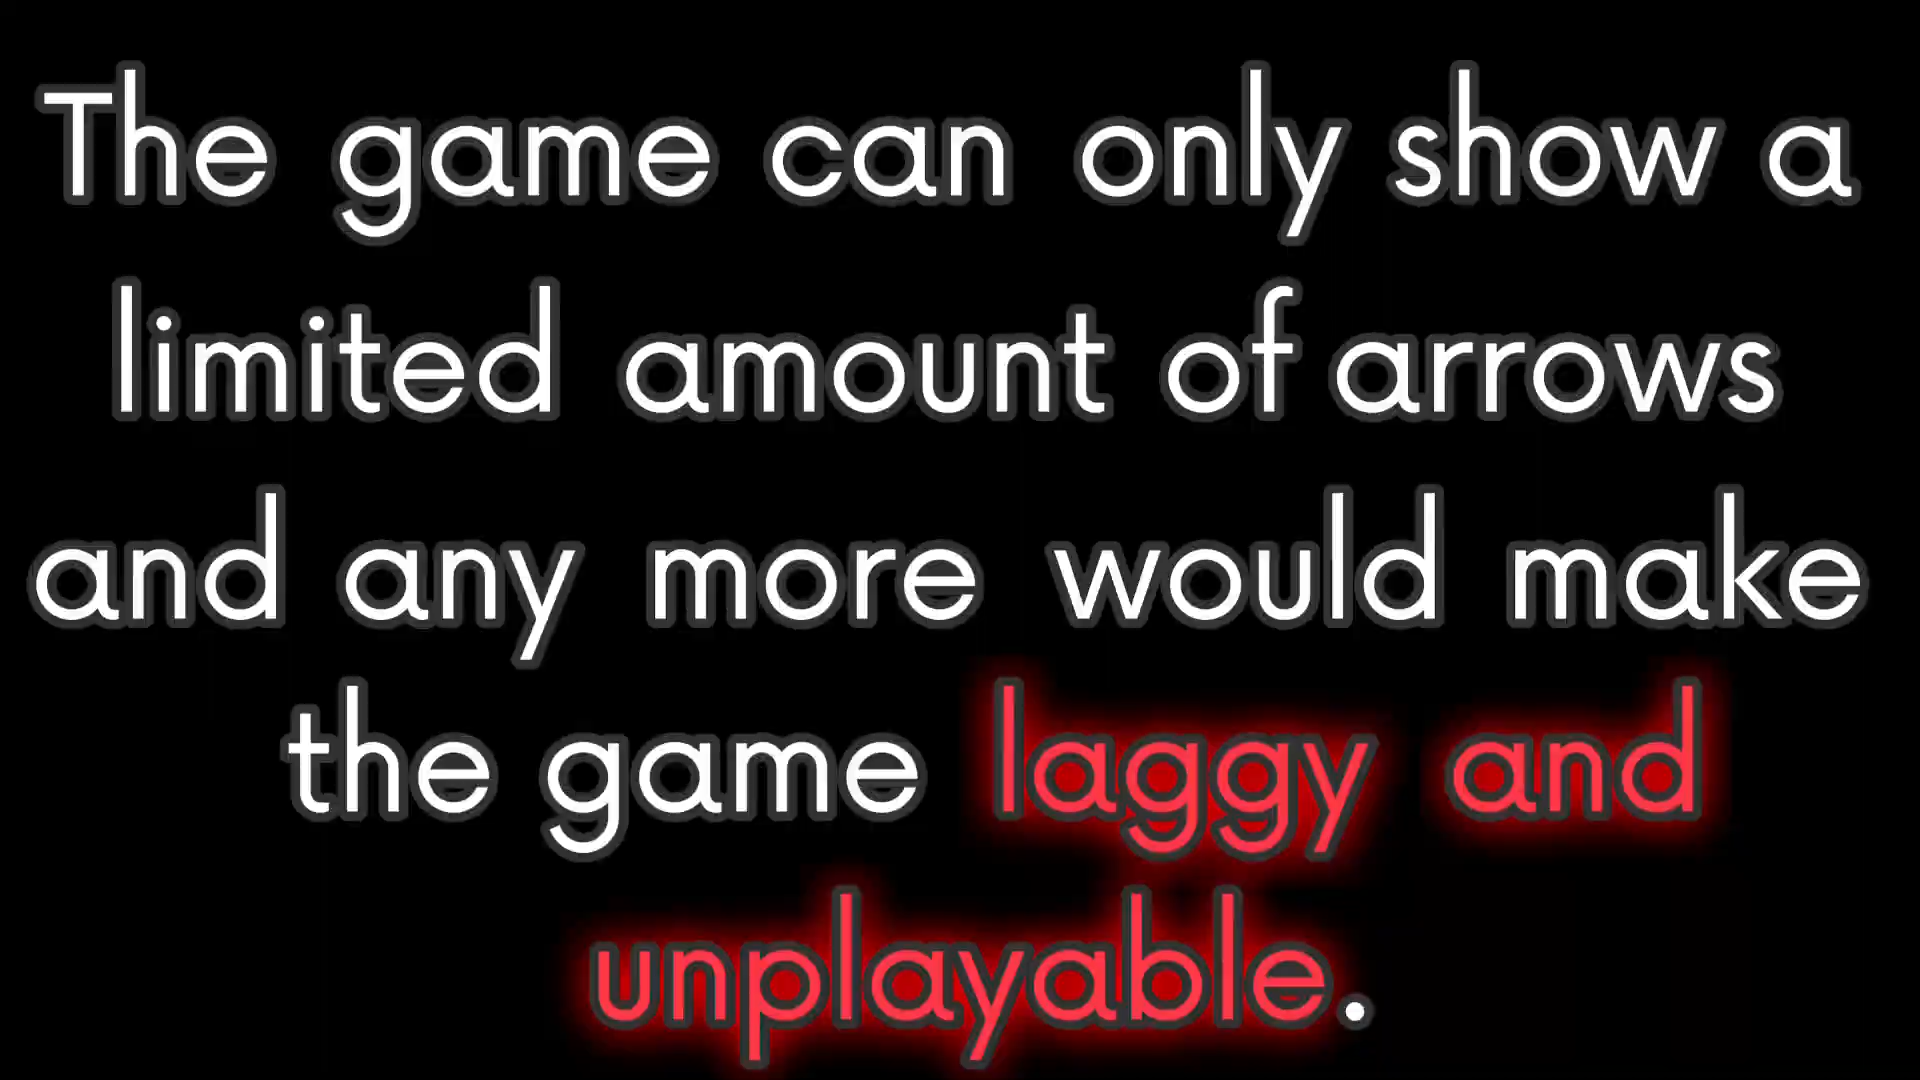 The game can only show a
limited amount of arrows
and any more would make
the game laggy and
unplayable.